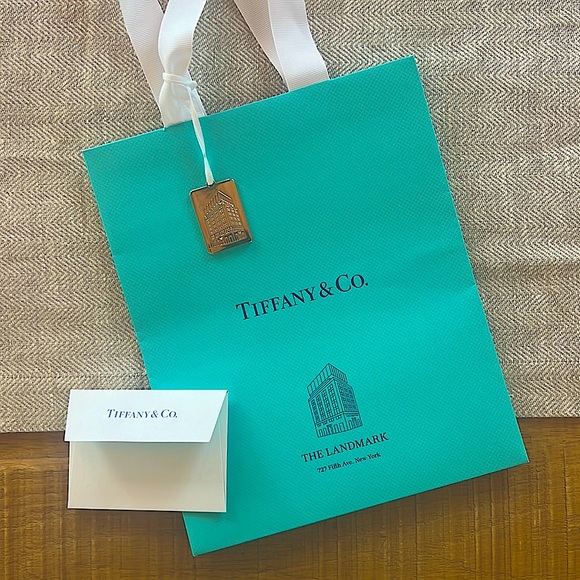 TIFFANY & CO.
THE LANDMARK
727 Fifth Ave. New York
TIFFANY & CO.